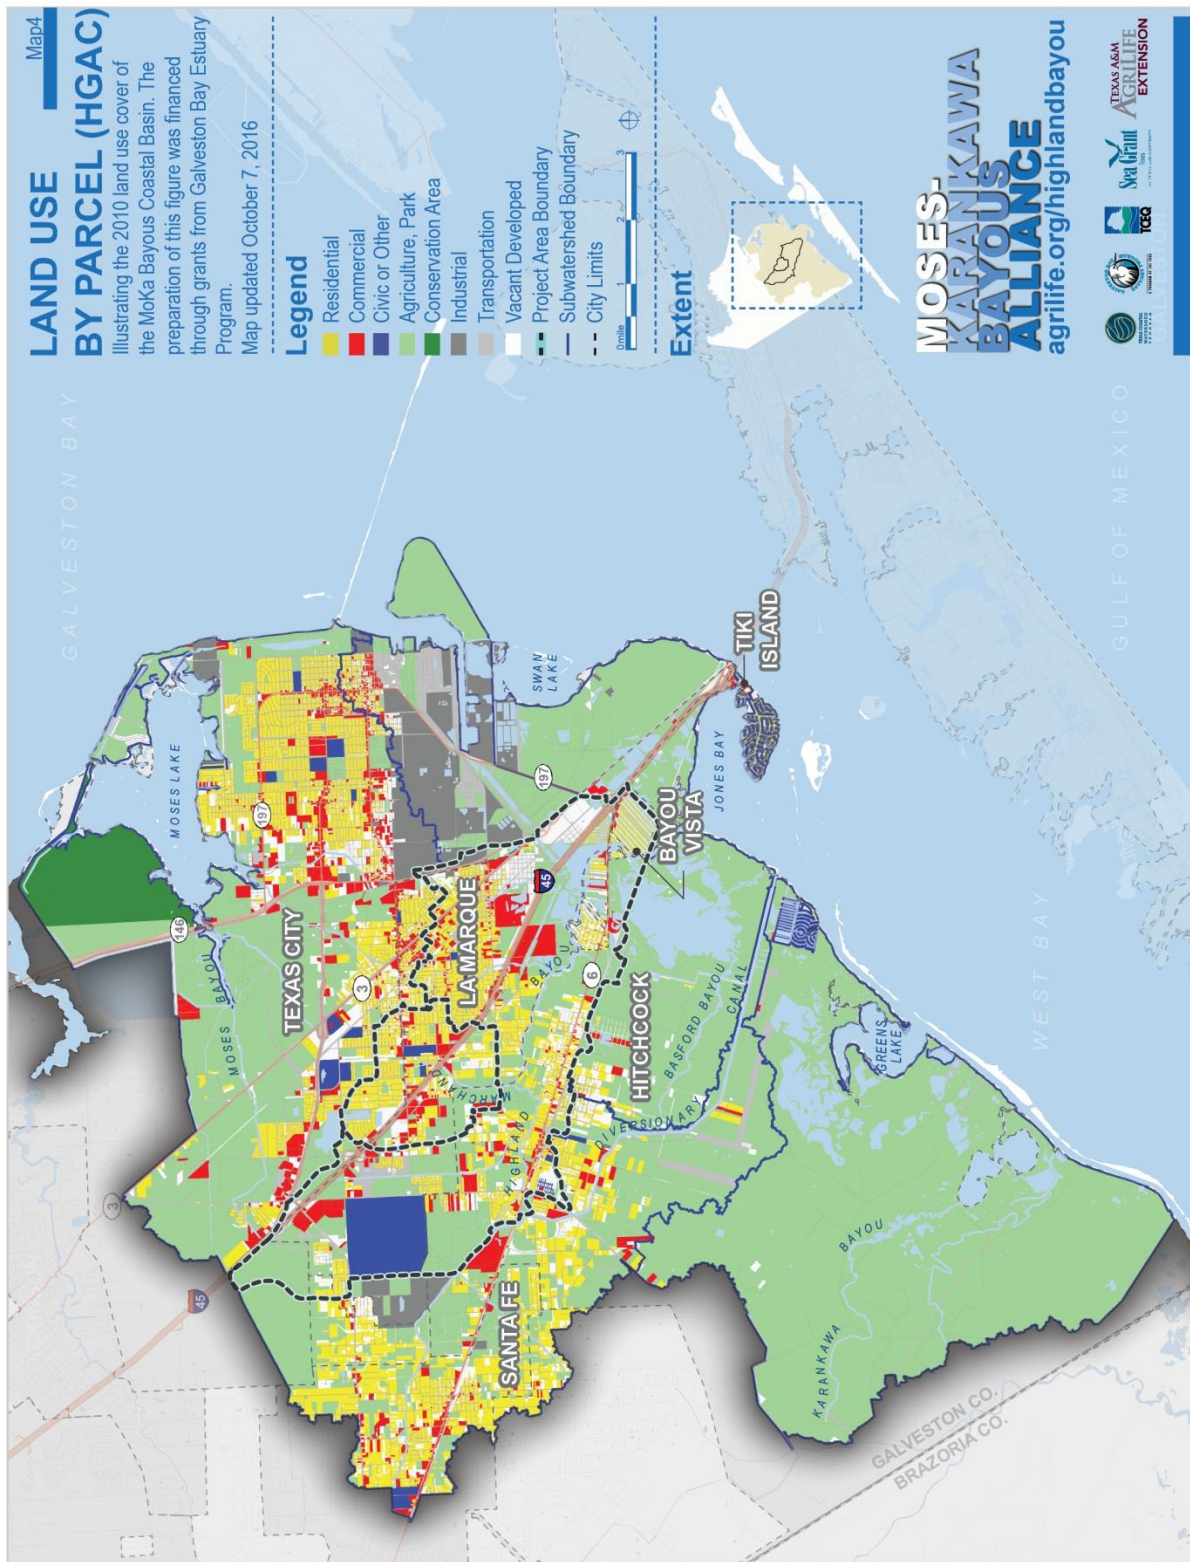 Map4
LAND USE
BY PARCEL (HGAC)
Illustrating the 2010 land use cover of
the MoKa Bayous Coastal Basin. The
preparation of this figure was financed
through grants from Galveston Bay Estuary
Program.
Map updated October 7, 2016
Legend
Residential
Commercial
Civic or Other
Agriculture, Park
Conservation Area
Industrial
Transportation
Vacant Developed
Project Area Boundary
Subwatershed Boundary
City Limits
0mile 1 2 3
Extent
MOSES-
KARANKAWA
BAYOUS
ALLIANCE
agrilife.org/highlandbayou
TCEQ
Sea Grant
Texas
TEXAS A&M
AGRILIFE
EXTENSION
GALVESTON BAY
MOSES LAKE
SWAN
LAKE
JONES BAY
TIKI
ISLAND
BAYOU
VISTA
TEXAS CITY
LA MARQUE
HITCHCOCK
SANTA FE
MOSES BAYOU
MARCHAND
HIGHLAND
BAYOU
BASFORD BAYOU
DIVERSIONARY
CANAL
GREENS
LAKE
KARANKAWA
BAYOU
WEST BAY
GULF OF MEXICO
GALVESTON CO.
BRAZORIA CO.
146
197
197
3
3
45
45
6